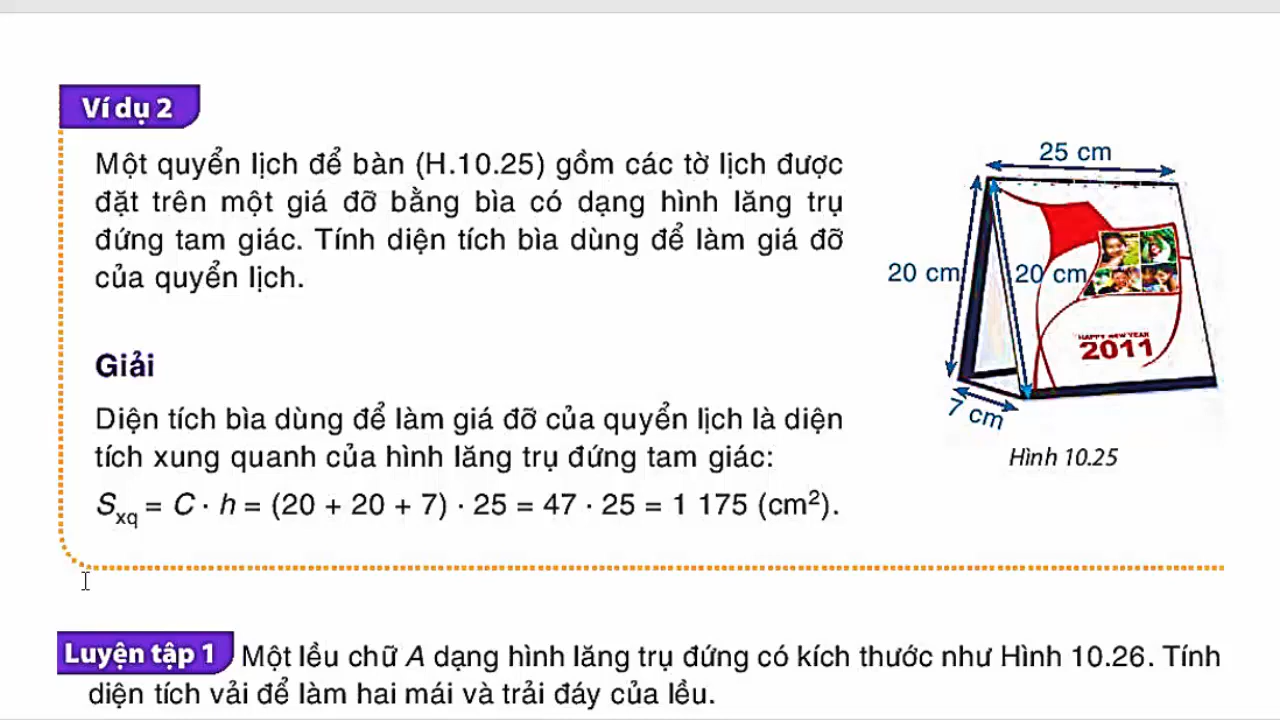 Ví dụ 2
Một quyển lịch để bàn (H.10.25) gồm các tờ lịch được
đặt trên một giá đỡ bằng bìa có dạng hình lăng trụ
đứng tam giác. Tính diện tích bìa dùng để làm giá đỡ
của quyển lịch.
25 cm
20 cm
20 cm
HAPPY NEW YEAR
2011
7 cm
Hình 10.25
Giải
Diện tích bìa dùng để làm giá đỡ của quyển lịch là diện
tích xung quanh của hình lăng trụ đứng tam giác:
Sxq = C · h = (20 + 20 + 7) · 25 = 47 · 25 = 1 175 (cm²).
Luyện tập 1 Một lều chữ A dạng hình lăng trụ đứng có kích thước như Hình 10.26. Tính
diện tích vải để làm hai mái và trải đáy của lều.